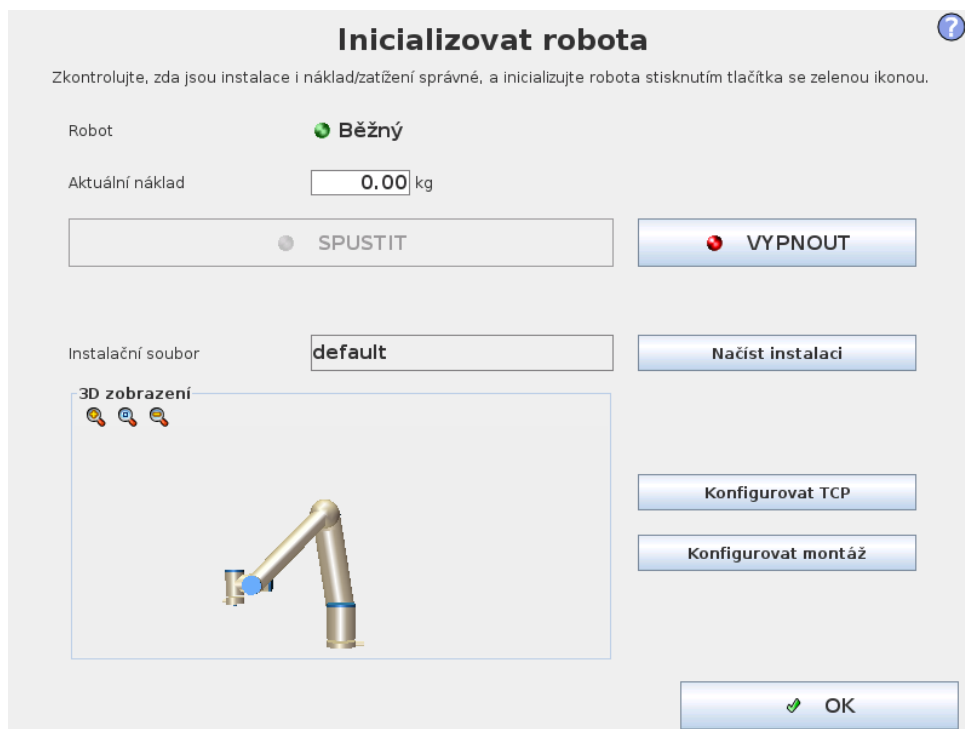 Inicializovat robota
?
Zkontrolujte, zda jsou instalace i náklad/zatížení správné, a inicializujte robota stisknutím tlačítka se zelenou ikonou.
Robot Běžný
Aktuální náklad 0.00 kg
SPUSTIT VYPNOUT
Instalační soubor default Načíst instalaci
3D zobrazení
Konfigurovat TCP
Konfigurovat montáž
OK